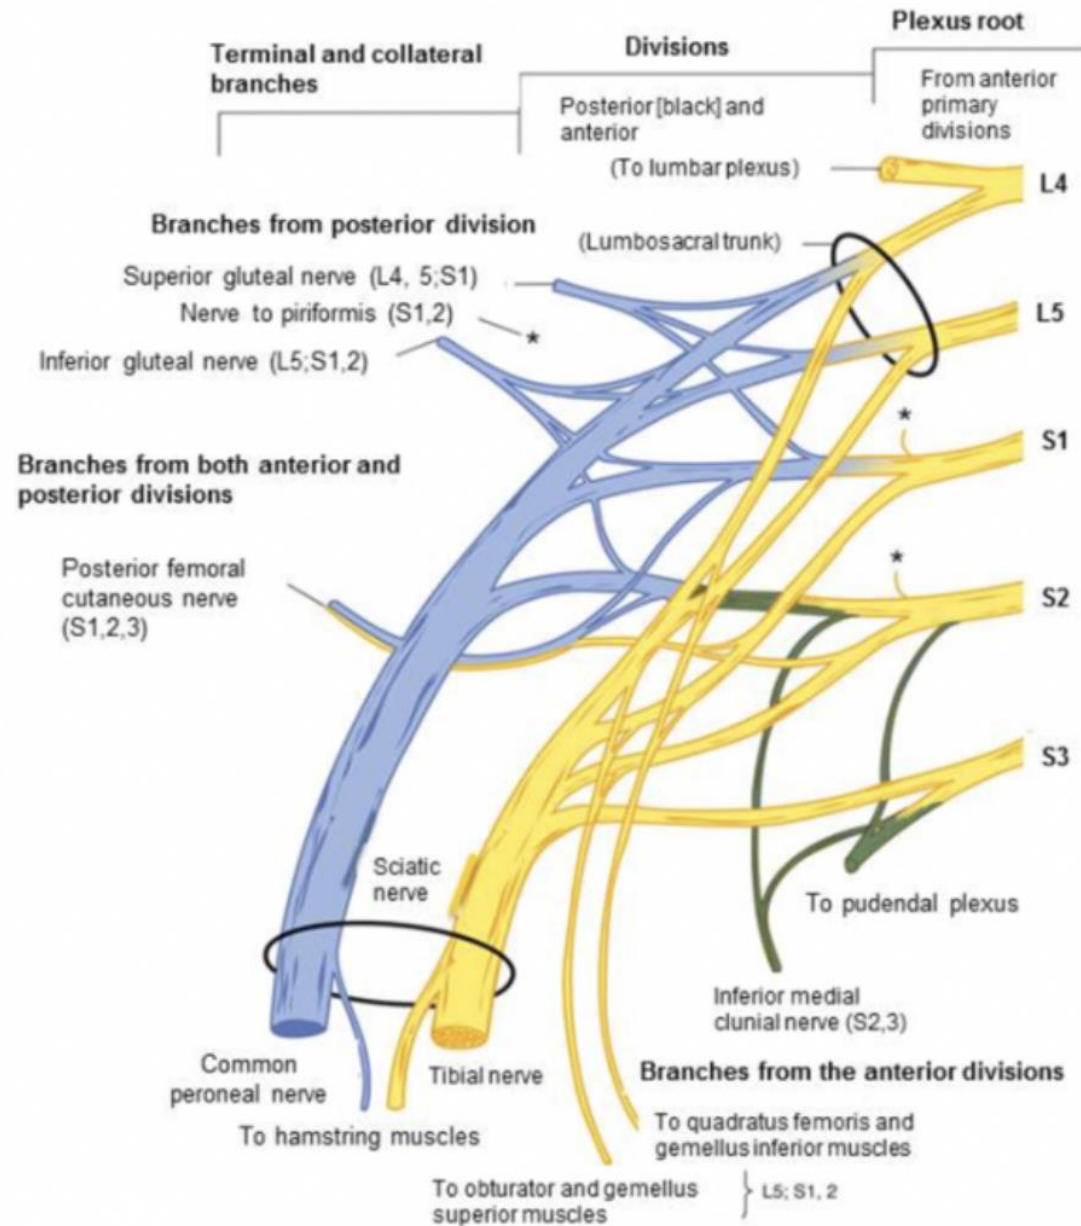 Plexus root
Divisions
Terminal and collateral
branches
From anterior
primary
divisions
Posterior [black] and
anterior
(To lumbar plexus)
L4
Branches from posterior division
(Lumbosacral trunk)
Superior gluteal nerve (L4, 5;S1)
Nerve to piriformis (S1,2)
*
Inferior gluteal nerve (L5;S1,2)
L5
*
S1
Branches from both anterior and
posterior divisions
*
Posterior femoral
cutaneous nerve
(S1,2,3)
S2
S3
Sciatic
nerve
To pudendal plexus
Inferior medial
clunial nerve (S2,3)
Common
peroneal nerve
Tibial nerve
Branches from the anterior divisions
To hamstring muscles
To quadratus femoris and
gemellus inferior muscles
To obturator and gemellus
superior muscles
L5; S1, 2